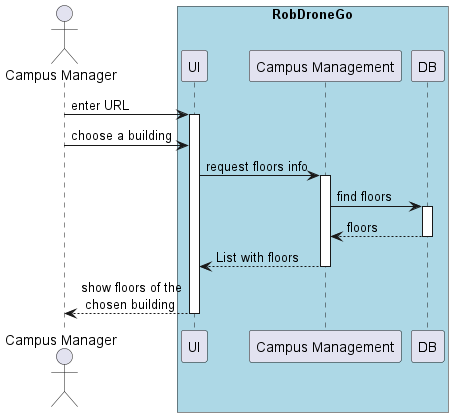 RobDroneGo
Campus Manager
UI
Campus Management
DB
enter URL
choose a building
request floors info
find floors
floors
List with floors
show floors of the
chosen building
Campus Manager
UI
Campus Management
DB